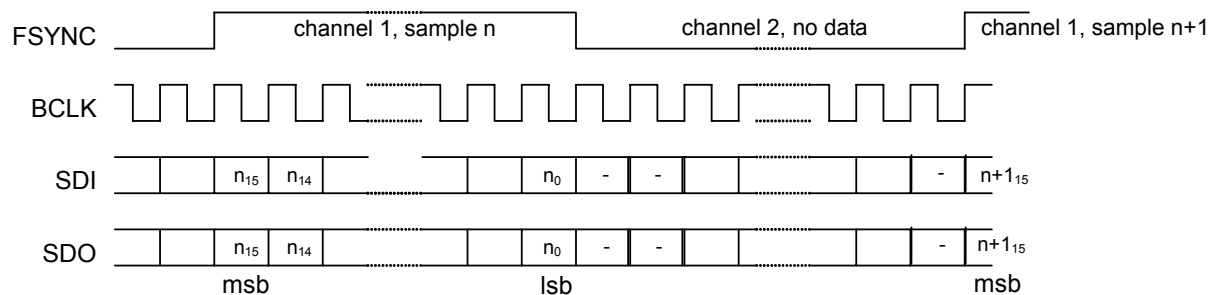 FSYNC channel 1, sample n channel 2, no data channel 1, sample n+1
BCLK
SDI n₁₅ n₁₄ n₀ - - - n+1₁₅
SDO n₁₅ n₁₄ n₀ - - - n+1₁₅
msb lsb msb